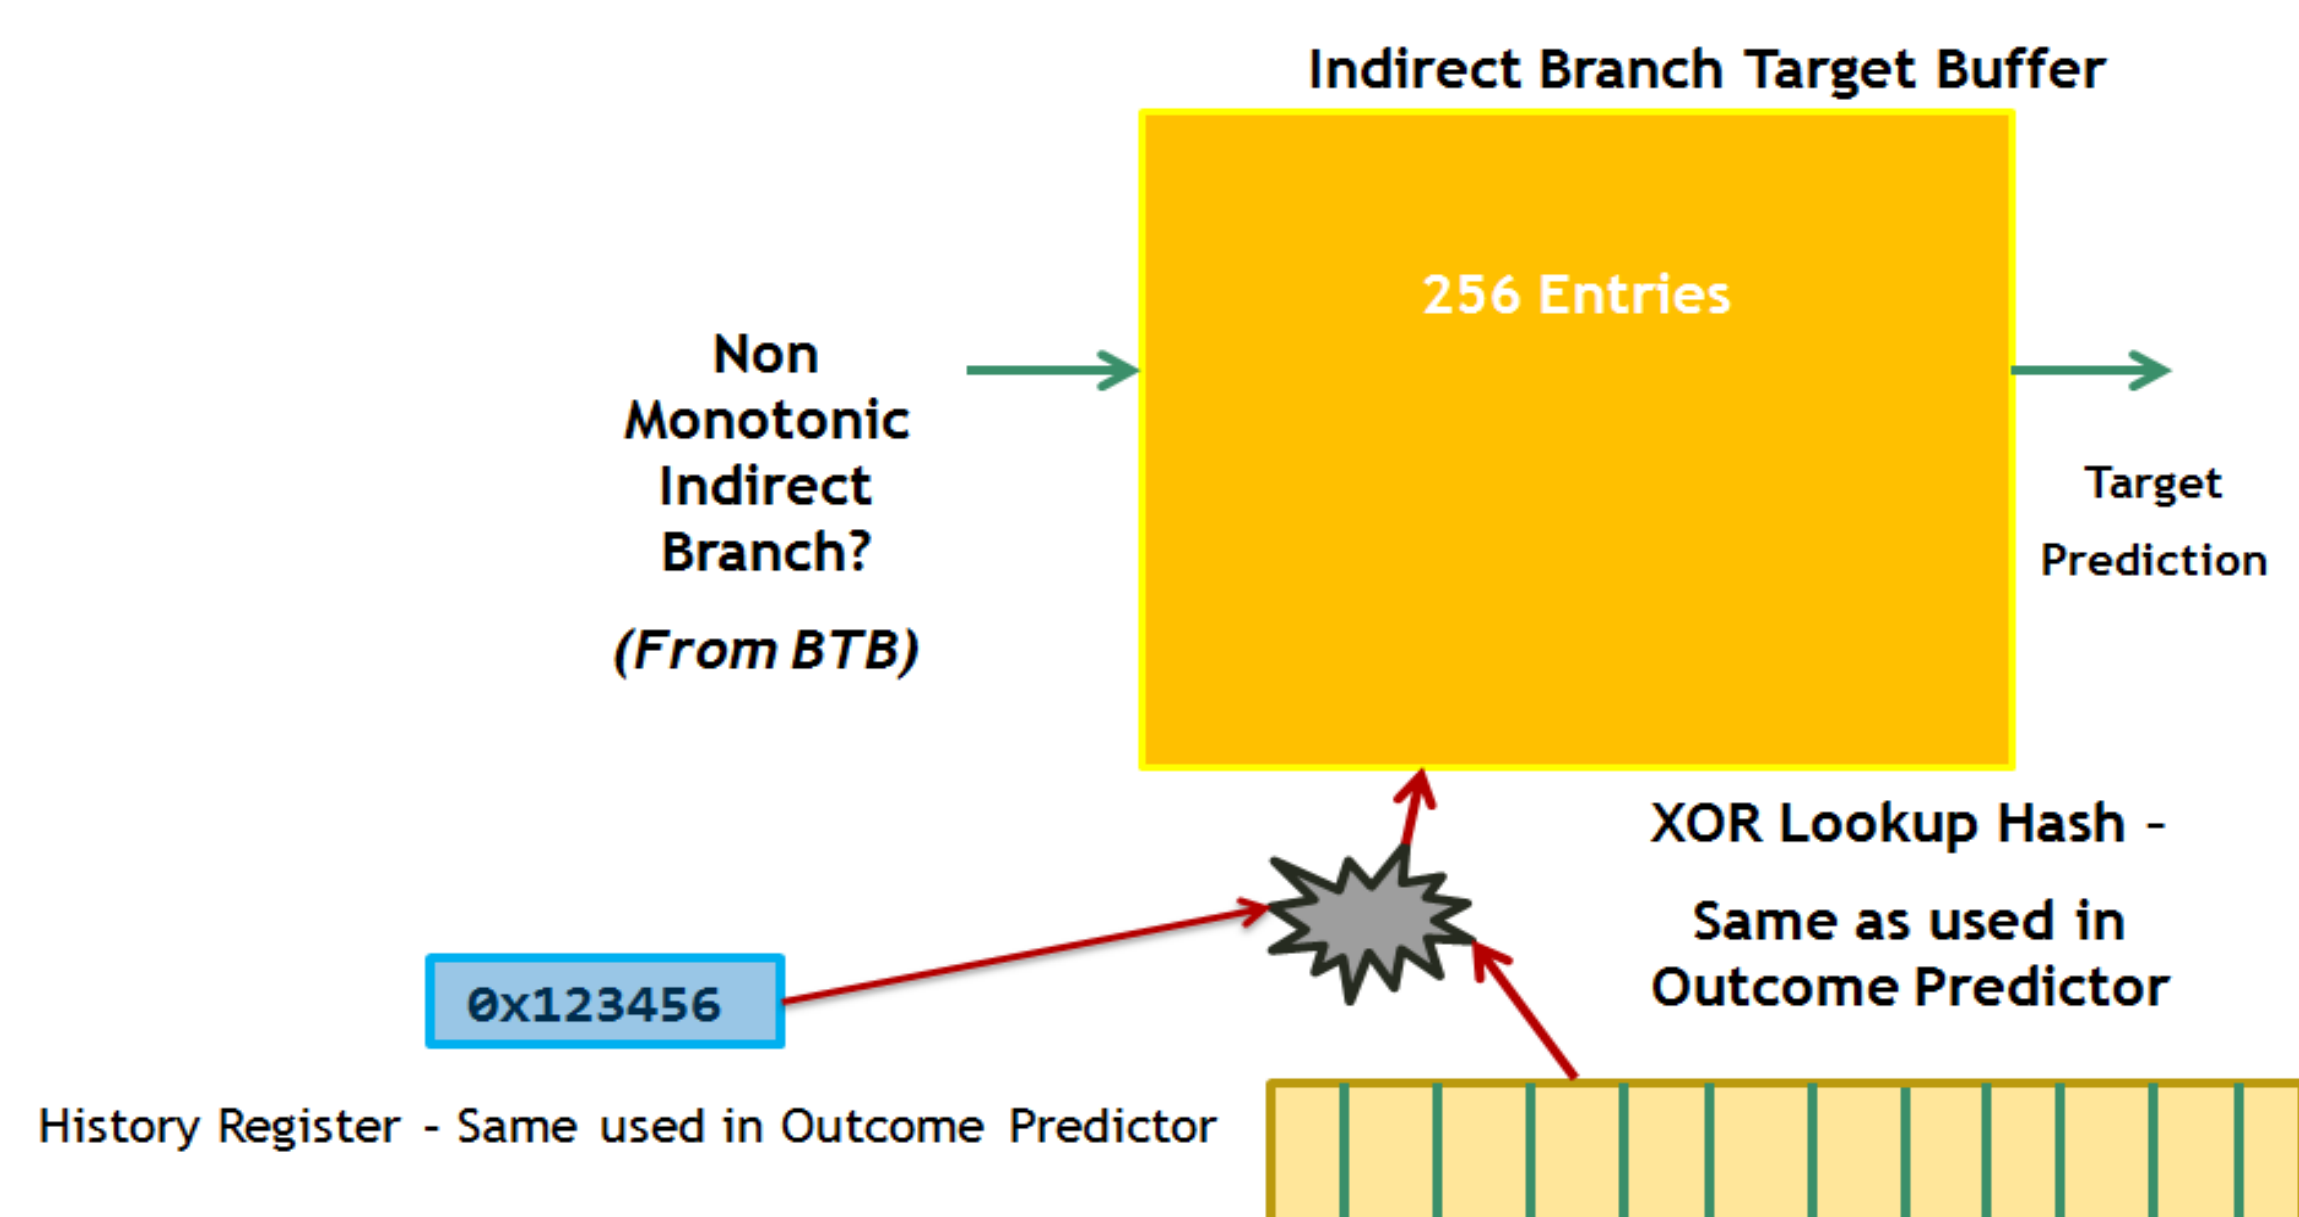 Indirect Branch Target Buffer
256 Entries
Non
Monotonic
Indirect
Branch?
(From BTB)
Target
Prediction
XOR Lookup Hash –
Same as used in
Outcome Predictor
0x123456
History Register – Same used in Outcome Predictor